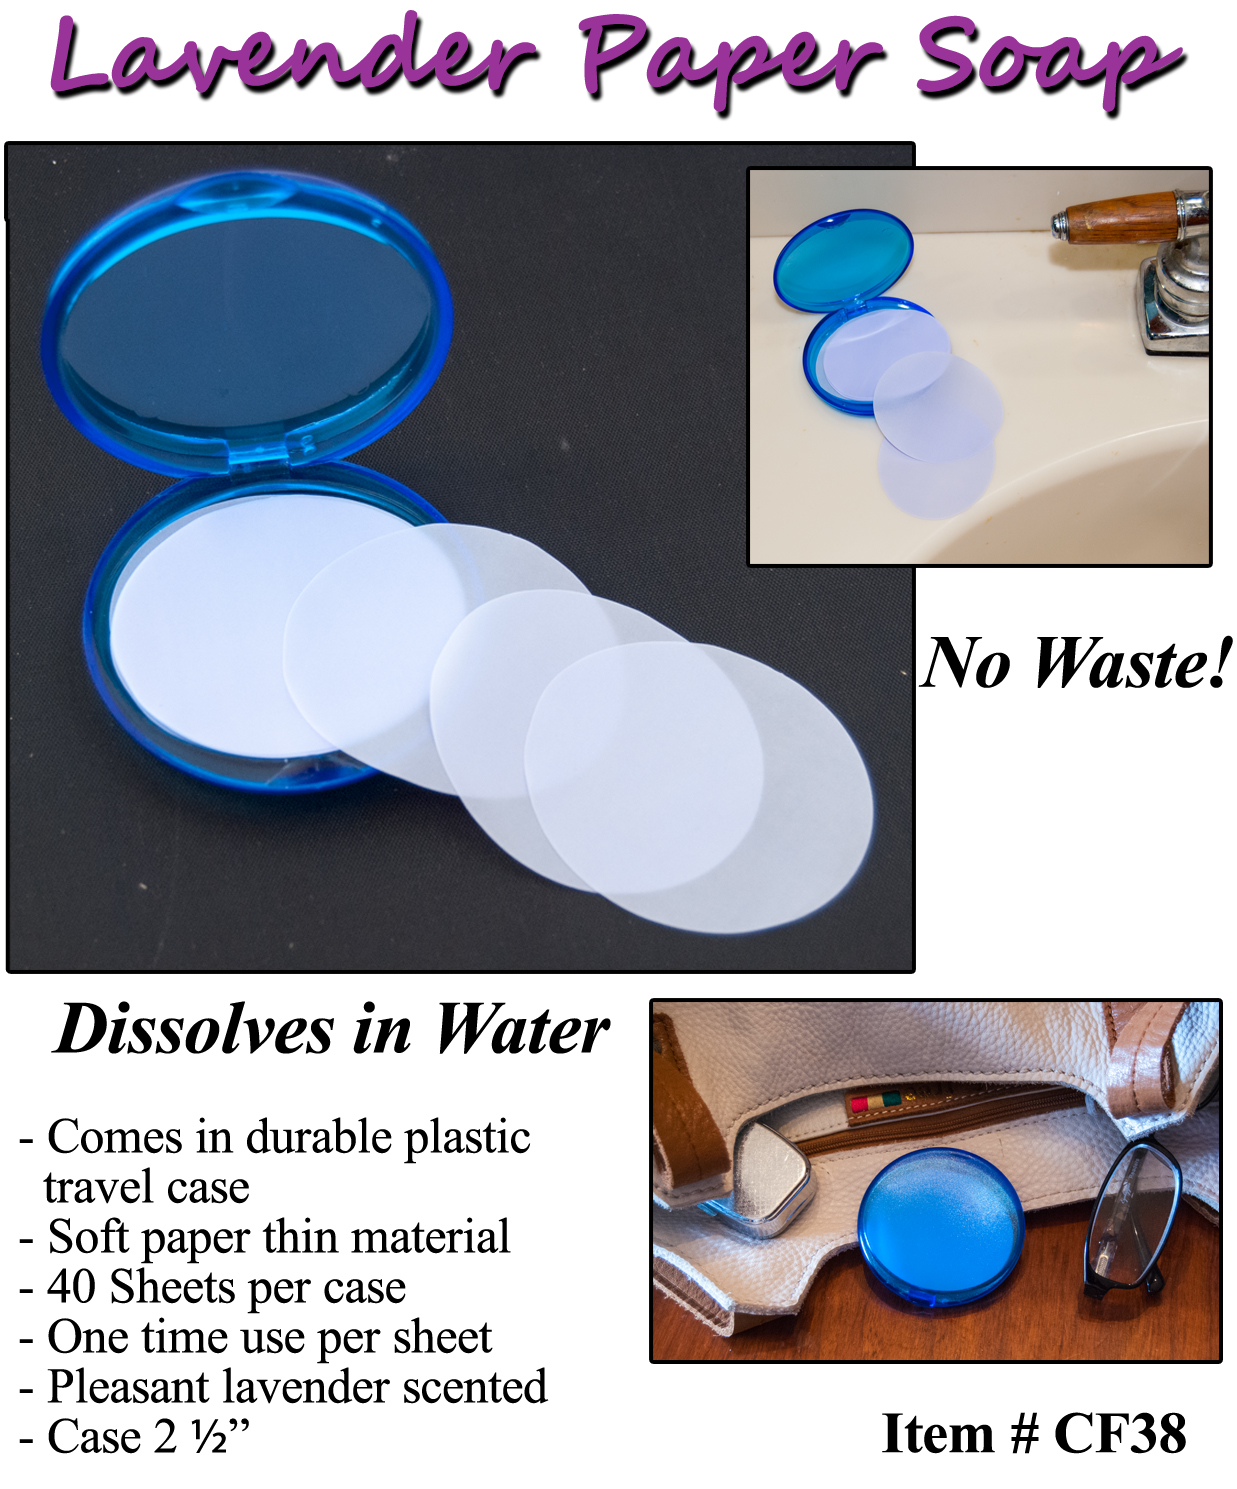 Lavender Paper Soap
No Waste!
Dissolves in Water
- Comes in durable plastic
travel case
- Soft paper thin material
- 40 Sheets per case
- One time use per sheet
- Pleasant lavender scented
- Case 2 ½”
Item # CF38